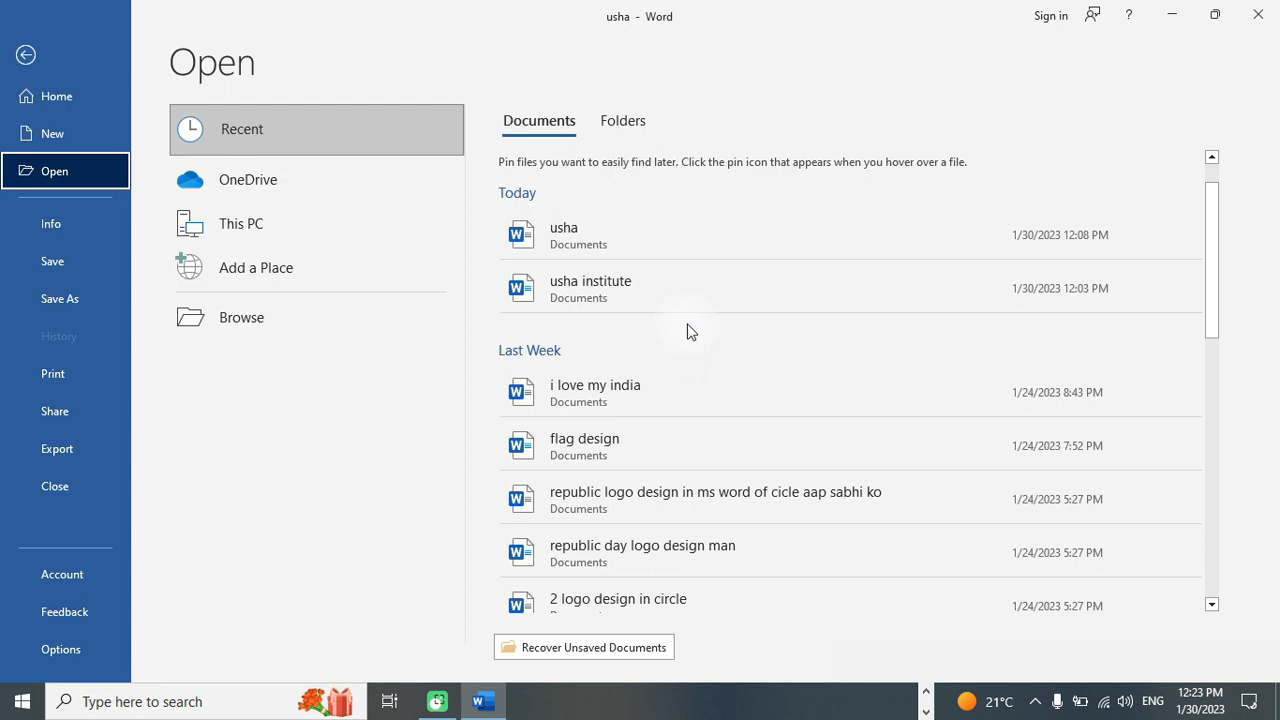 usha - Word
Sign in
?
Home
New
Open
Info
Save
Save As
History
Print
Share
Export
Close
Account
Feedback
Options
Open
Recent
OneDrive
This PC
Add a Place
Browse
Documents Folders
Pin files you want to easily find later. Click the pin icon that appears when you hover over a file.
Today
usha
Documents
1/30/2023 12:08 PM
usha institute
Documents
1/30/2023 12:03 PM
Last Week
i love my india
Documents
1/24/2023 8:43 PM
flag design
Documents
1/24/2023 7:52 PM
republic logo design in ms word of cicle aap sabhi ko
Documents
1/24/2023 5:27 PM
republic day logo design man
Documents
1/24/2023 5:27 PM
2 logo design in circle
1/24/2023 5:27 PM
Recover Unsaved Documents
Type here to search
21°C
ENG
12:23 PM
1/30/2023